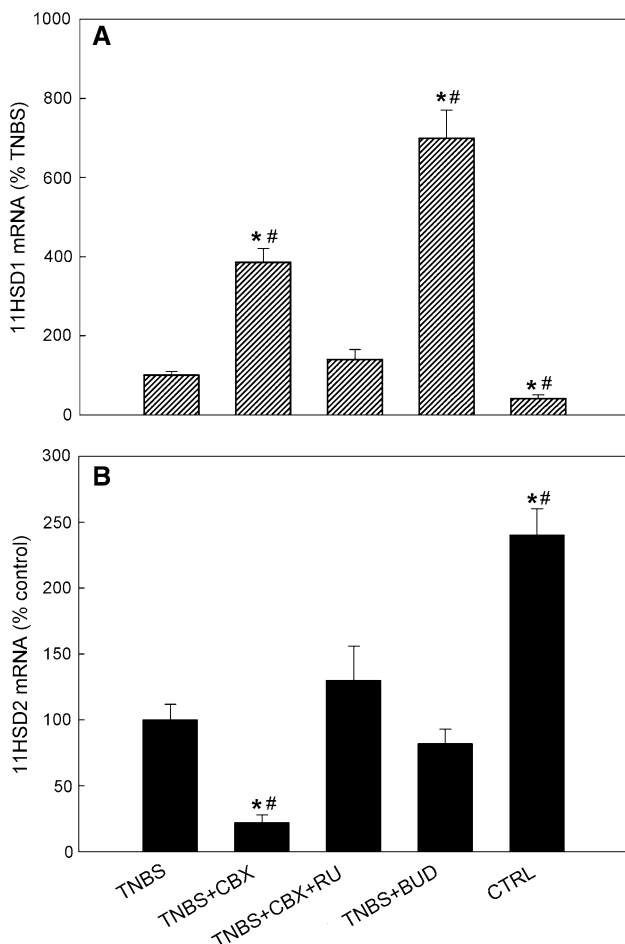 A
11HSD1 mRNA (% TNBS)
1000
800
600
400
200
0
*#
*#
*#
B
11HSD2 mRNA (% control)
300
250
200
150
100
50
0
*#
*#
TNBS
TNBS+CBX
TNBS+CBX+RU
TNBS+BUD
CTRL